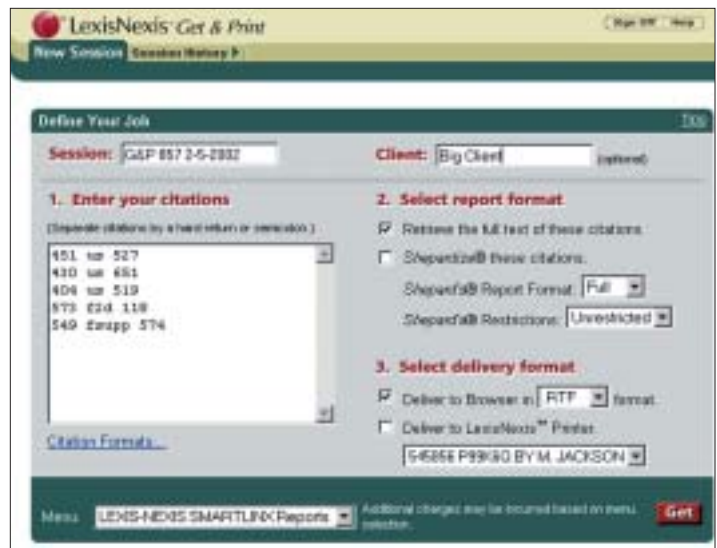 LexisNexis™ Get & Print
Sign Off Help
New Session Session History
Define Your Job Tips
Session: G&P 857 2-5-2002 Client: Big Client (optional)
1. Enter your citations
(Separate citations by a hard return or semicolon.)
451 us 527
430 us 651
404 us 519
573 f2d 118
549 fsupp 574
Citation Formats...
2. Select report format
Retrieve the full text of these citations.
Shepardize® these citations.
Shepard's® Report Format: Full
Shepard's® Restrictions: Unrestricted
3. Select delivery format
Deliver to Browser in RTF format.
Deliver to LexisNexis™ Printer.
BY M. JACKSON
Menu LEXIS-NEXIS SMARTLINX Reports Additional charges may be incurred based on menu selection. Get